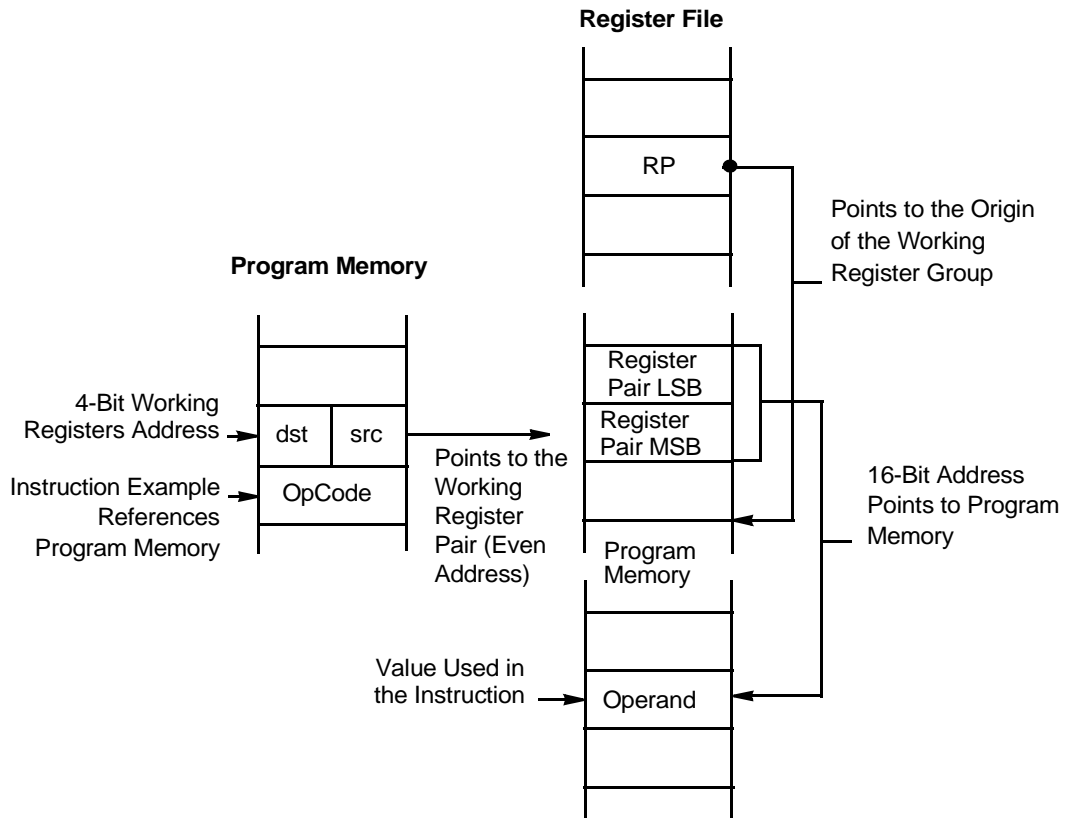 Register File
RP
Points to the Origin
of the Working
Register Group
Program Memory
4-Bit Working
Registers Address
dst
src
Instruction Example
References
Program Memory
OpCode
Points to the
Working
Register
Pair (Even
Address)
Register
Pair LSB
Register
Pair MSB
16-Bit Address
Points to Program
Memory
Program
Memory
Value Used in
the Instruction
Operand